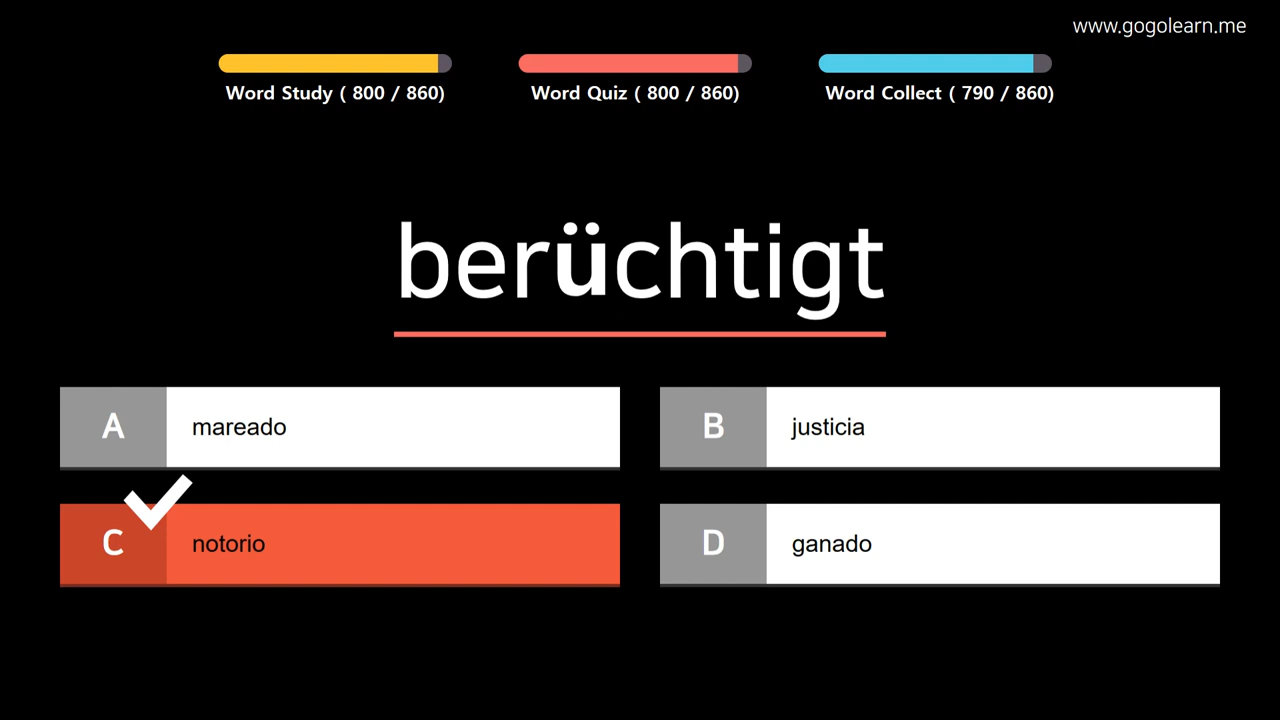 www.gogolearn.me
Word Study ( 800 / 860)
Word Quiz ( 800 / 860)
Word Collect ( 790 / 860)
berüchtigt
A mareado
B justicia
C notorio
D ganado